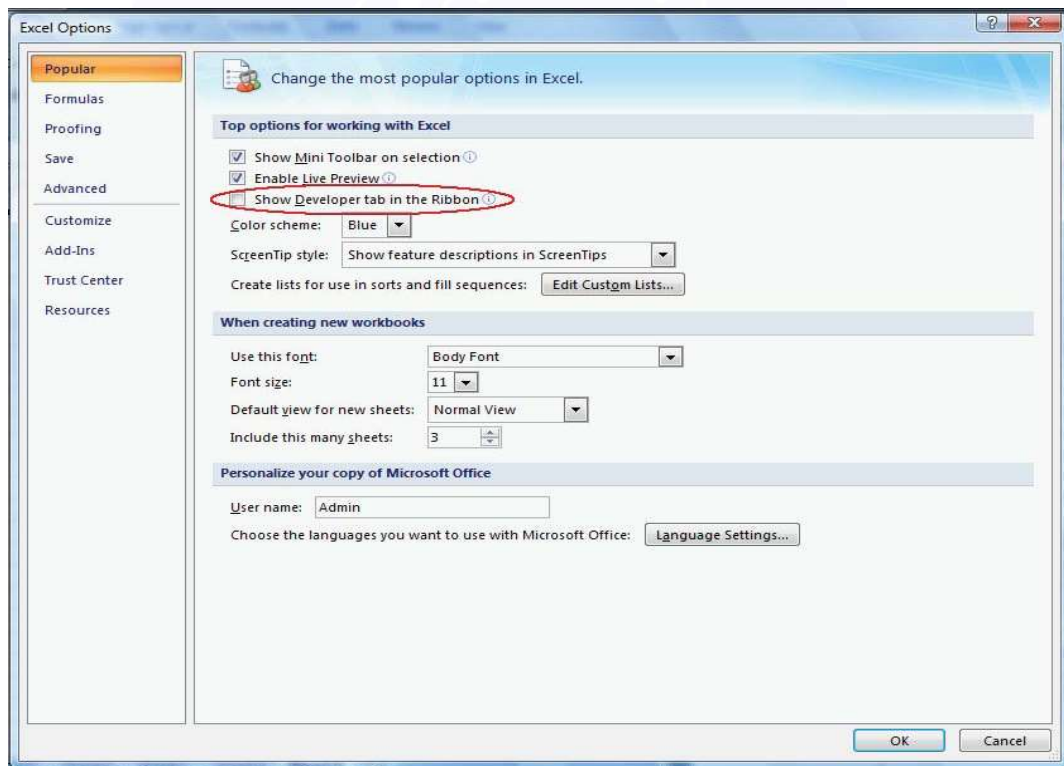 Excel Options
Popular
Formulas
Proofing
Save
Advanced
Customize
Add-Ins
Trust Center
Resources
Change the most popular options in Excel.
Top options for working with Excel
Show Mini Toolbar on selection
Enable Live Preview
Show Developer tab in the Ribbon
Color scheme: Blue
ScreenTip style: Show feature descriptions in ScreenTips
Create lists for use in sorts and fill sequences: Edit Custom Lists...
When creating new workbooks
Use this font: Body Font
Font size: 11
Default view for new sheets: Normal View
Include this many sheets: 3
Personalize your copy of Microsoft Office
User name: Admin
Choose the languages you want to use with Microsoft Office: Language Settings...
OK Cancel